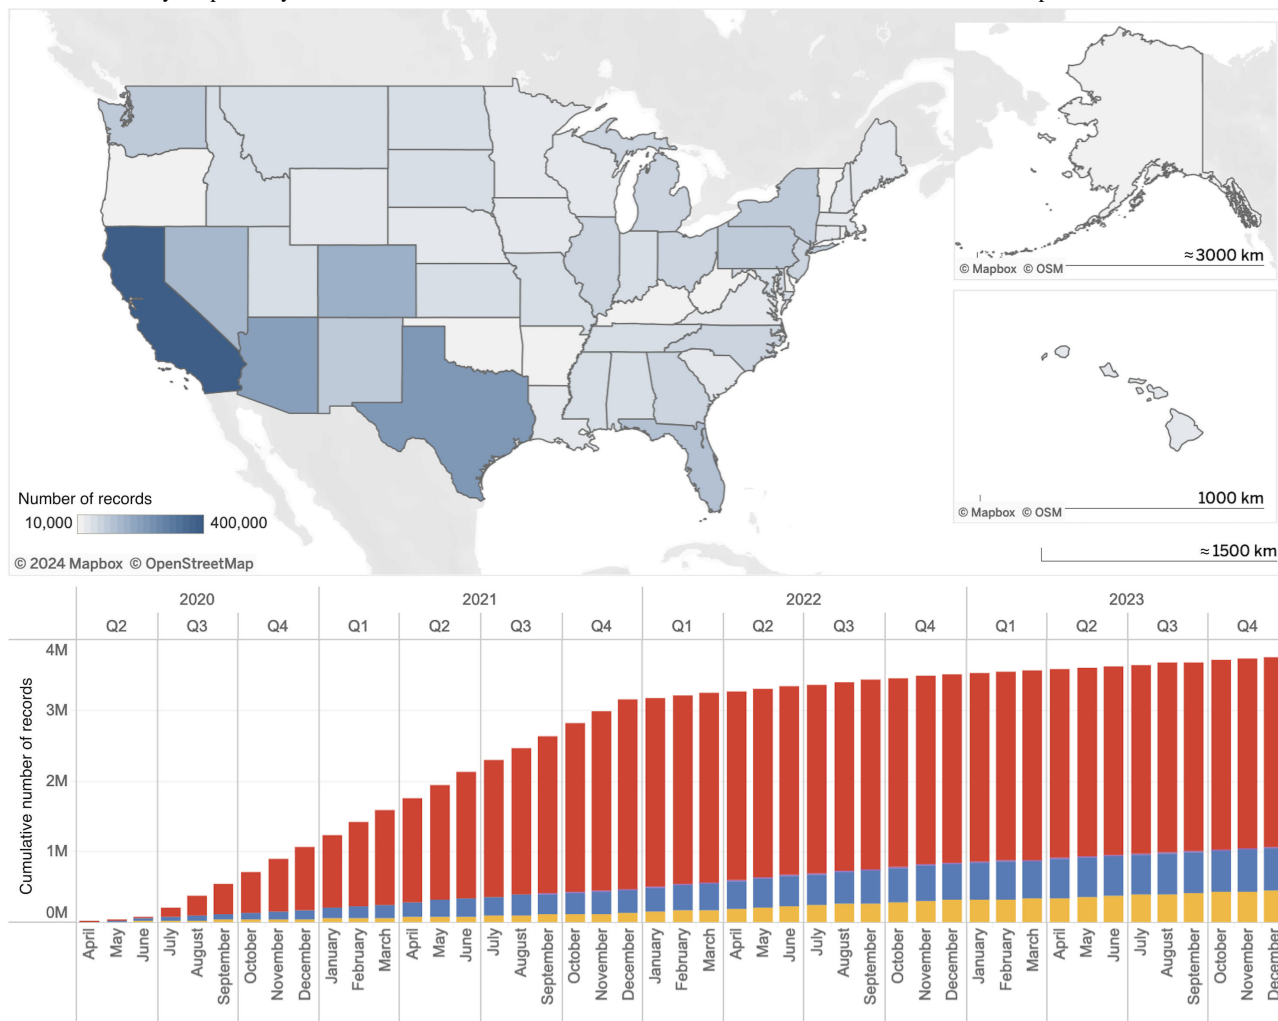 ≈3000 km
© Mapbox © OSM
1000 km
© Mapbox © OSM
≈1500 km
Number of records
10,000 400,000
© 2024 Mapbox © OpenStreetMap
2020 2021 2022 2023
Q2 Q3 Q4 Q1 Q2 Q3 Q4 Q1 Q2 Q3 Q4 Q1 Q2 Q3 Q4
Cumulative number of records
4M
3M
2M
1M
0M
April
May
June
July
August
September
October
November
December
January
February
March
April
May
June
July
August
September
October
November
December
January
February
March
April
May
June
July
August
September
October
November
December
January
February
March
April
May
June
July
August
September
October
November